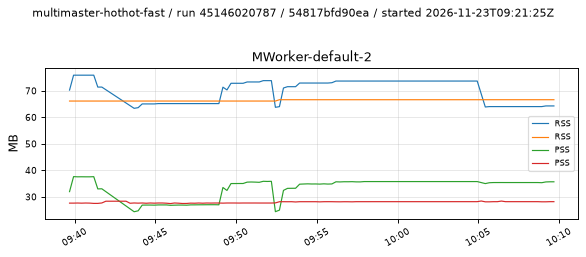 multimaster-hothot-fast / run 45146020787 / 54817bfd90ea / started 2026-11-23T09:21:25Z
MWorker-default-2
MB
70
60
50
40
30
RSS
RSS
PSS
PSS
09:40
09:45
09:50
09:55
10:00
10:05
10:10